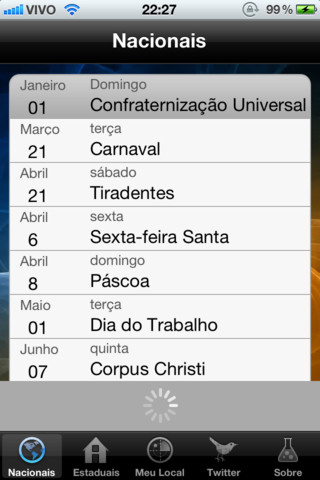 VIVO 22:27 99%
Nacionais
Janeiro Domingo
01 Confraternização Universal
Março terça
21 Carnaval
Abril sábado
21 Tiradentes
Abril sexta
6 Sexta-feira Santa
Abril domingo
8 Páscoa
Maio terça
01 Dia do Trabalho
Junho quinta
07 Corpus Christi
Nacionais Estaduais Meu Local Twitter Sobre